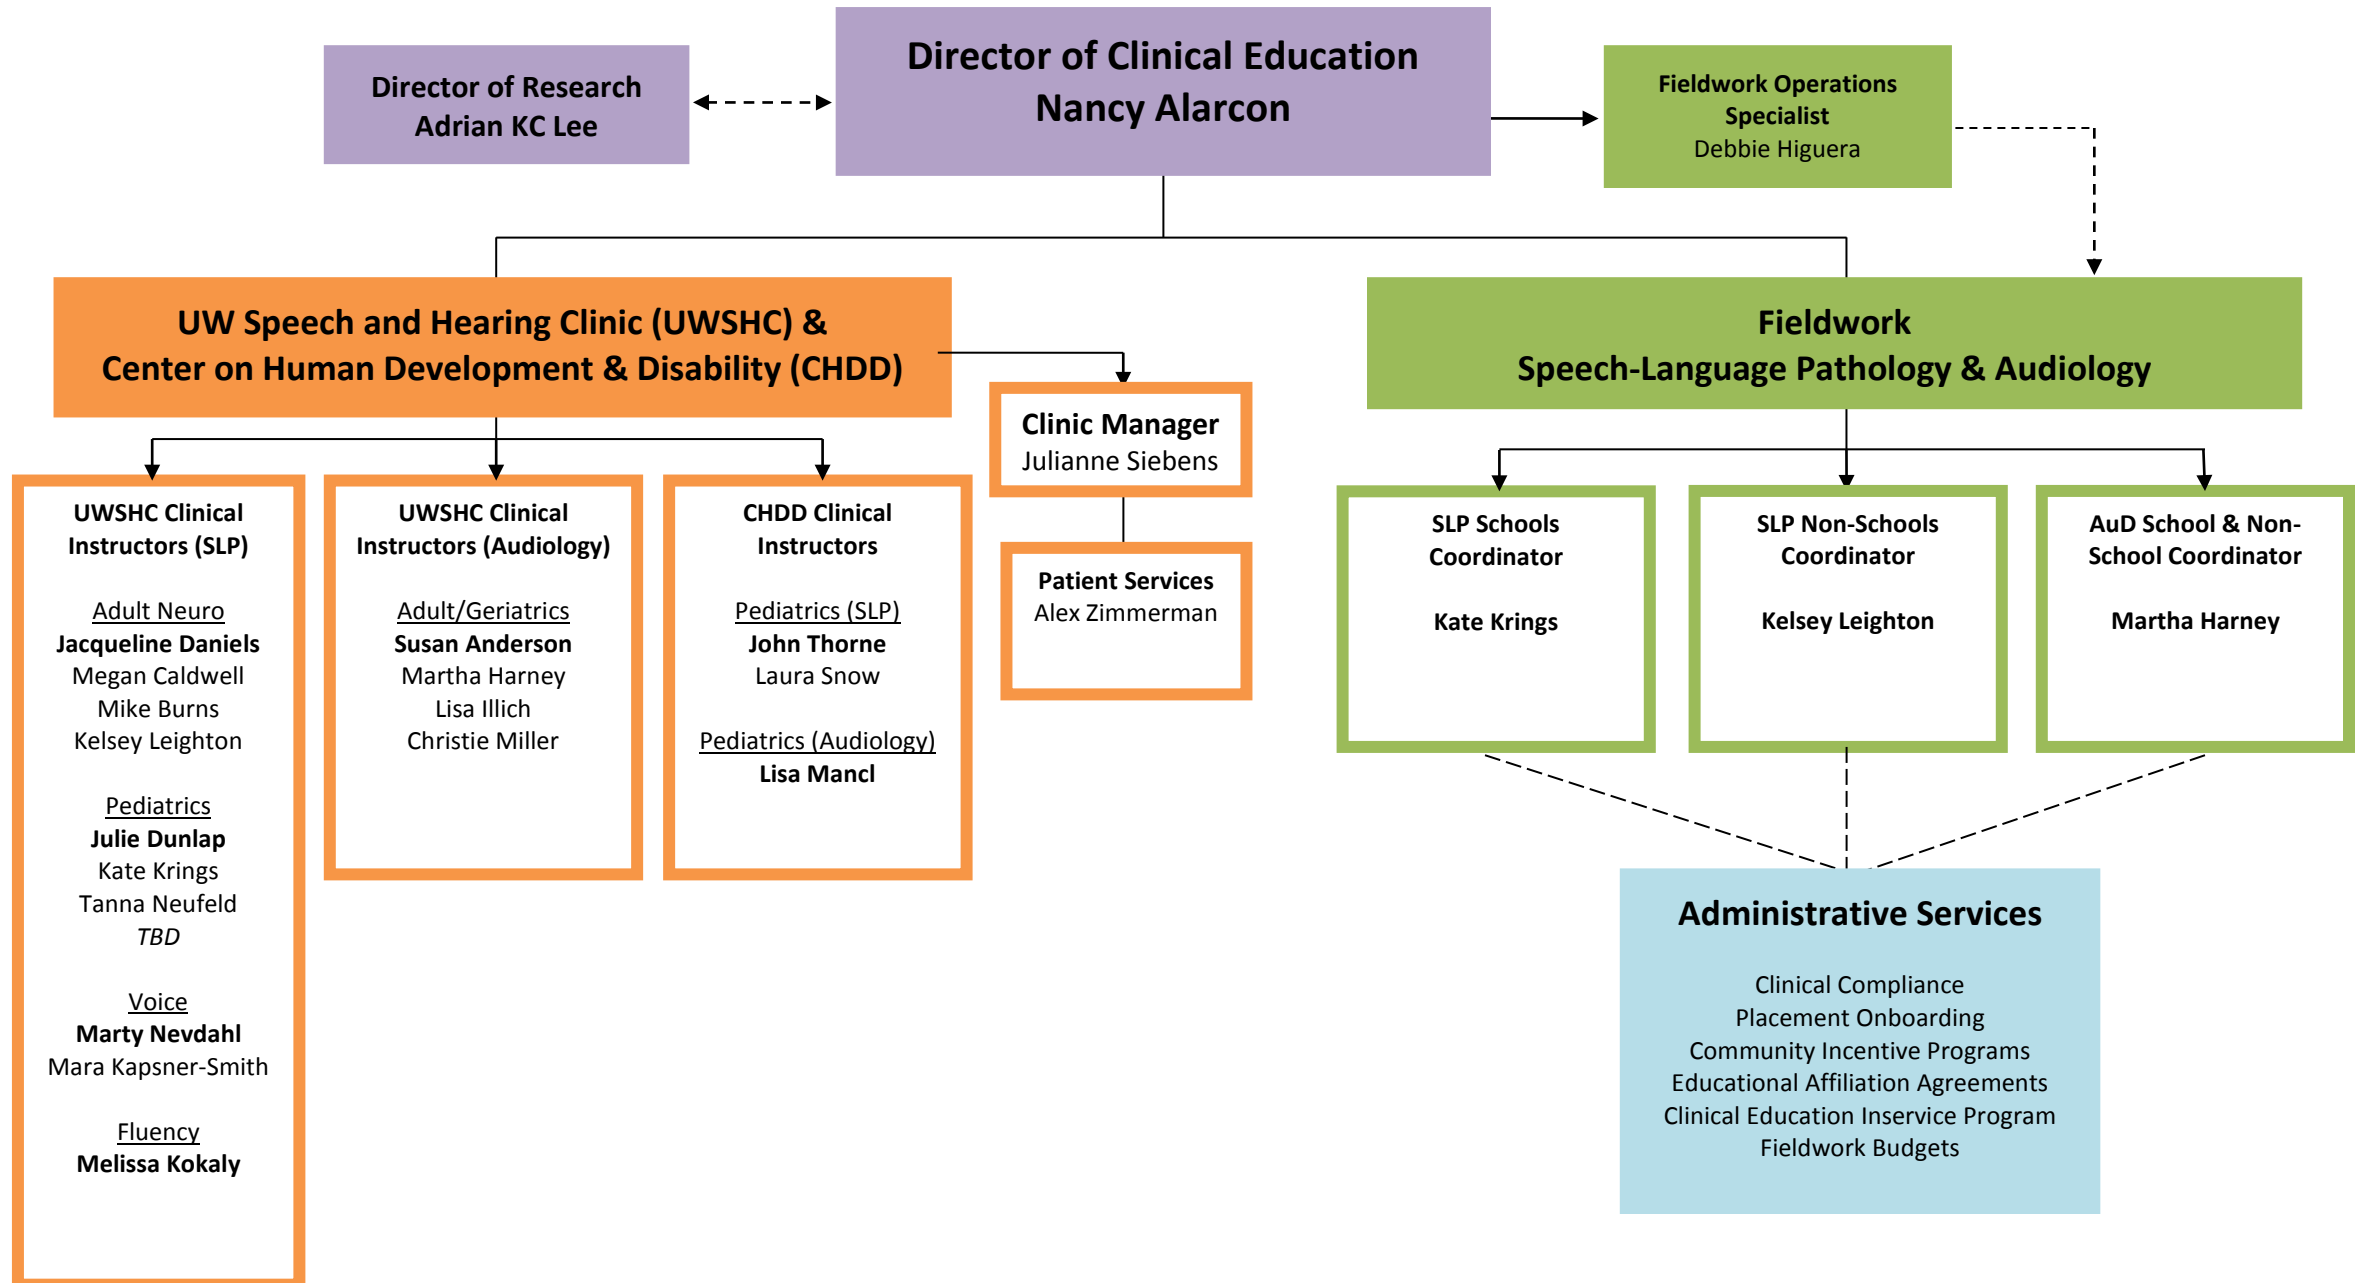 Director of Research
Adrian KC Lee
Director of Clinical Education
Nancy Alarcon
Fieldwork Operations
Specialist
Debbie Higuera
UW Speech and Hearing Clinic (UWSHC) &
Center on Human Development & Disability (CHDD)
Fieldwork
Speech-Language Pathology & Audiology
Clinic Manager
Julianne Siebens
Patient Services
Alex Zimmerman
UWSHC Clinical
Instructors (SLP)
Adult Neuro
Jacqueline Daniels
Megan Caldwell
Mike Burns
Kelsey Leighton
Pediatrics
Julie Dunlap
Kate Krings
Tanna Neufeld
TBD
Voice
Marty Nevdahl
Mara Kapsner-Smith
Fluency
Melissa Kokaly
UWSHC Clinical
Instructors (Audiology)
Adult/Geriatrics
Susan Anderson
Martha Harney
Lisa Illich
Christie Miller
CHDD Clinical
Instructors
Pediatrics (SLP)
John Thorne
Laura Snow
Pediatrics (Audiology)
Lisa Mancl
SLP Schools
Coordinator
Kate Krings
SLP Non-Schools
Coordinator
Kelsey Leighton
AuD School & Non-
School Coordinator
Martha Harney
Administrative Services
Clinical Compliance
Placement Onboarding
Community Incentive Programs
Educational Affiliation Agreements
Clinical Education Inservice Program
Fieldwork Budgets